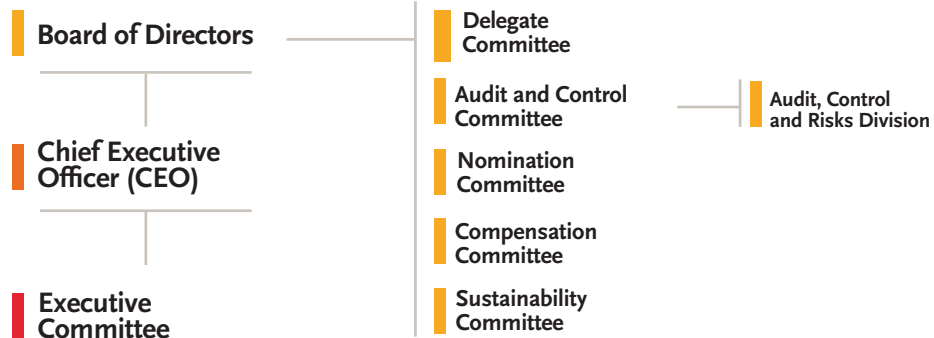 Board of Directors
Chief Executive
Officer (CEO)
Executive
Committee
Delegate
Committee
Audit and Control
Committee
Nomination
Committee
Compensation
Committee
Sustainability
Committee
Audit, Control
and Risks Division